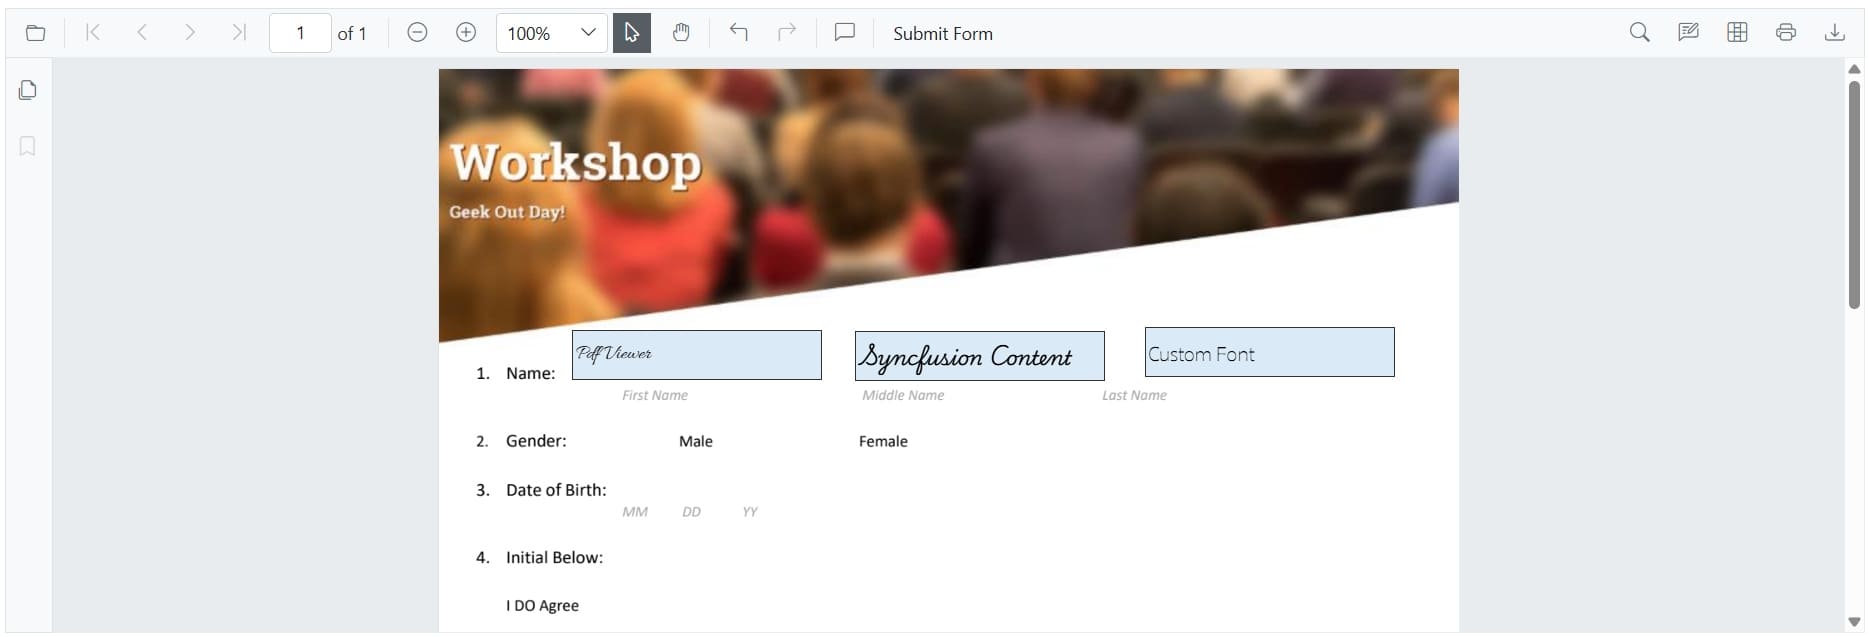 1 of 1 100% Submit Form
Workshop
Geek Out Day!
Pdf Viewer Syncfusion Content Custom Font
1. Name:
First Name Middle Name Last Name
2. Gender: Male Female
3. Date of Birth:
MM DD YY
4. Initial Below:
I DO Agree